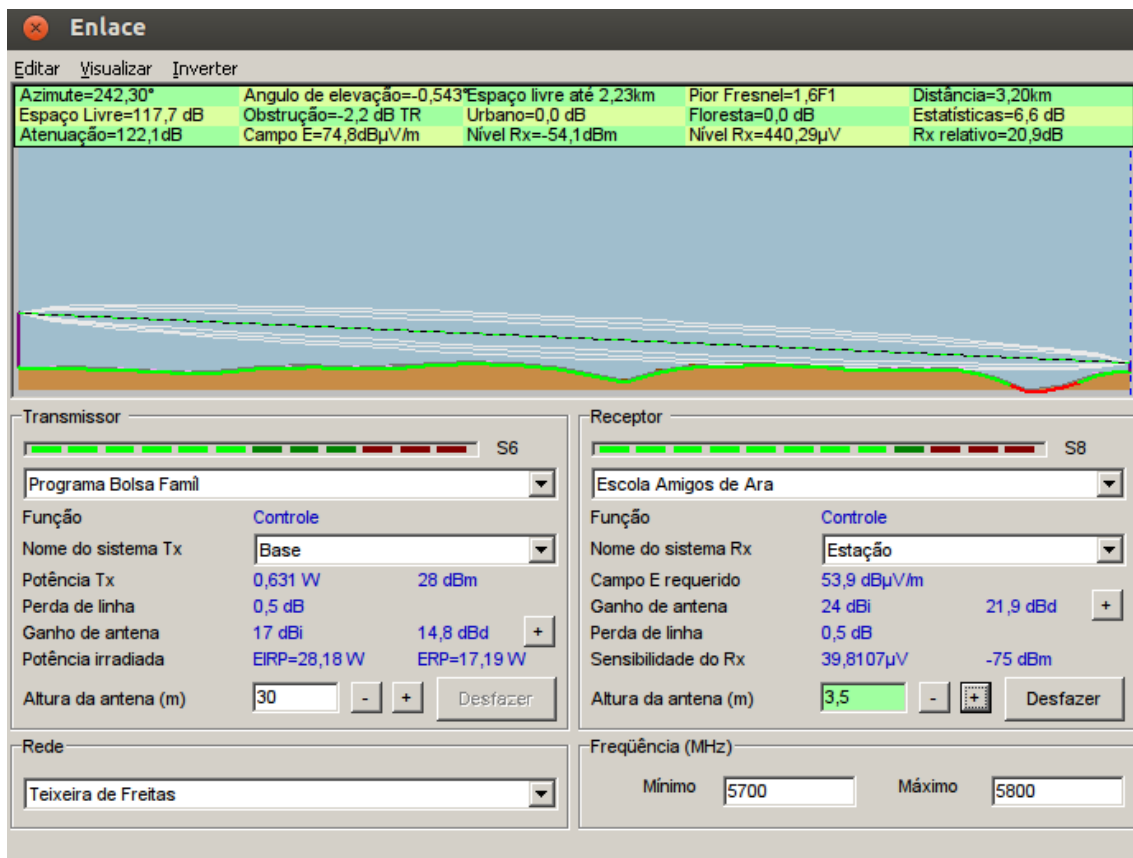 Enlace
Editar Visualizar Inverter
Azimute=242,30° Angulo de elevação=-0,543° Espaço livre até 2,23km Pior Fresnel=1,6F1 Distância=3,20km
Espaço Livre=117,7 dB Obstrução=-2,2 dB TR Urbano=0,0 dB Floresta=0,0 dB Estatísticas=6,6 dB
Atenuação=122,1dB Campo E=74,8dBµV/m Nível Rx=-54,1dBm Nível Rx=440,29µV Rx relativo=20,9dB
Transmissor
S6
Programa Bolsa Famíl
Função Controle
Nome do sistema Tx Base
Potência Tx 0,631 W 28 dBm
Perda de linha 0,5 dB
Ganho de antena 17 dBi 14,8 dBd +
Potência irradiada EIRP=28,18 W ERP=17,19 W
Altura da antena (m) 30 - + Desfazer
Rede
Teixeira de Freitas
Receptor
S8
Escola Amigos de Ara
Função Controle
Nome do sistema Rx Estação
Campo E requerido 53,9 dBµV/m
Ganho de antena 24 dBi 21,9 dBd +
Perda de linha 0,5 dB
Sensibilidade do Rx 39,8107µV -75 dBm
Altura da antena (m) 3,5 - + Desfazer
Freqüência (MHz)
Mínimo 5700 Máximo 5800